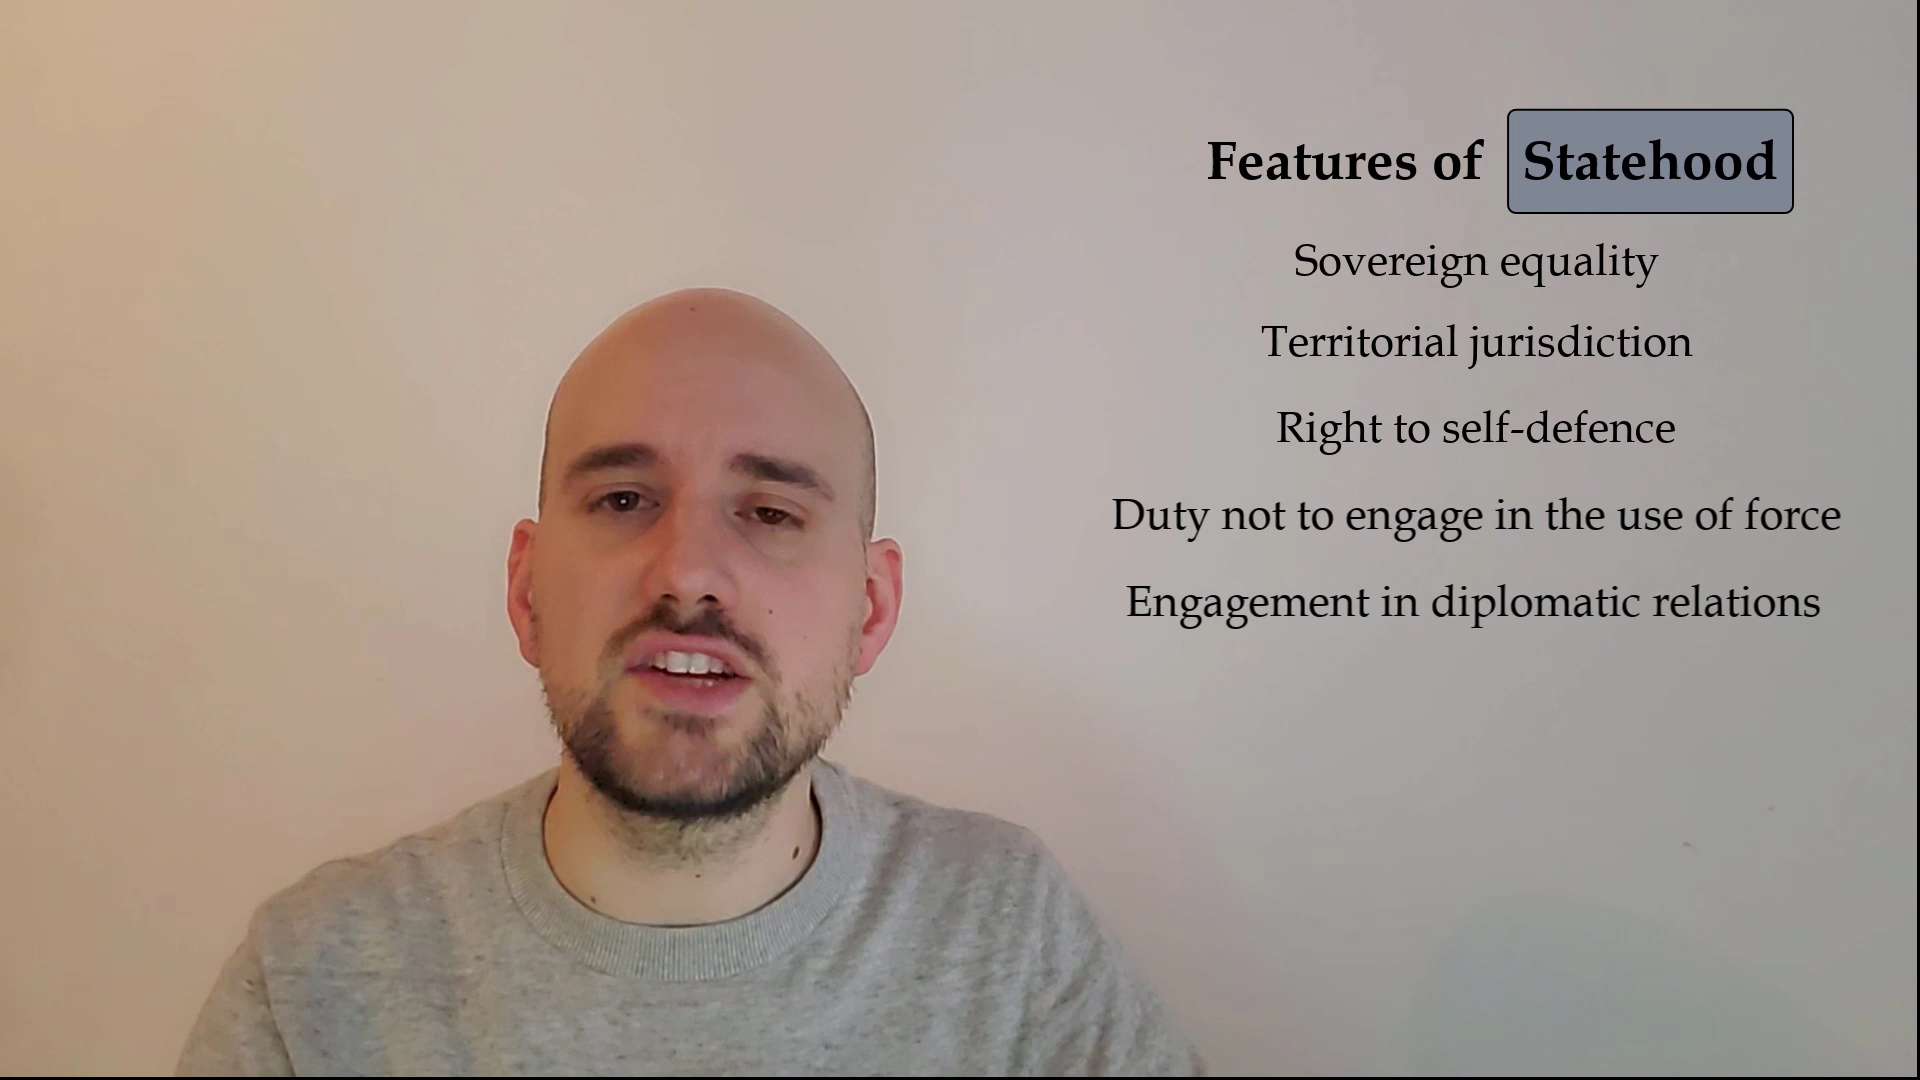 Features of Statehood
Sovereign equality
Territorial jurisdiction
Right to self-defence
Duty not to engage in the use of force
Engagement in diplomatic relations